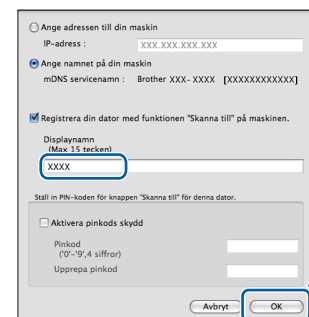 Ange adressen till din maskin
IP-adress : XXX.XXX.XXX.XXX
Ange namnet på din maskin
mDNS servicenamn : Brother XXX-XXXX [XXXXXXXXXXXX]
Registrera din dator med funktionen "Skanna till" på maskinen.
Displaynamn
(Max 15 tecken)
XXXX
Ställ in PIN-koden för knappen "Skanna till" för denna dator.
Aktivera pinkods skydd
Pinkod
('0'-'9',4 siffror)
Upprepa pinkod
Avbryt OK